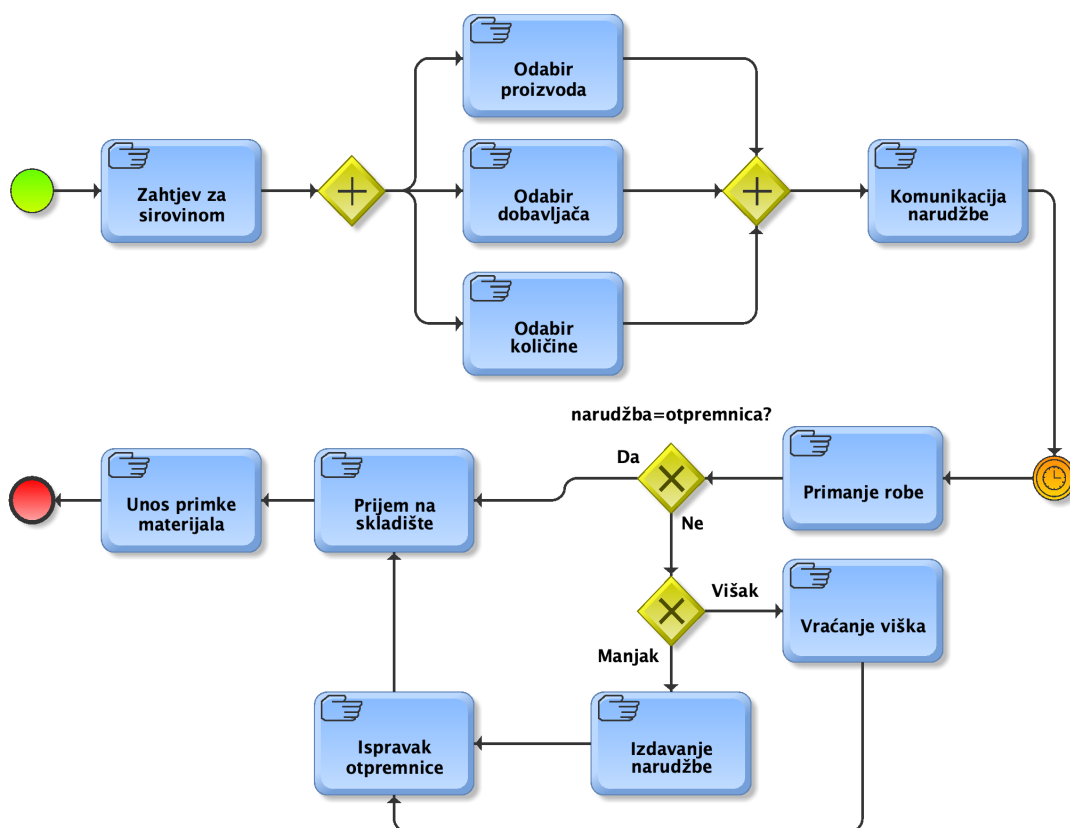 Odabir
proizvoda
Zahtjev za
sirovinom
Odabir
dobavljača
Komunikacija
narudžbe
Odabir
količine
narudžba=otpremnica?
Da
Unos primke
materijala
Prijem na
skladište
Primanje robe
Ne
Višak
Vraćanje viška
Manjak
Ispravak
otpremnice
Izdavanje
narudžbe